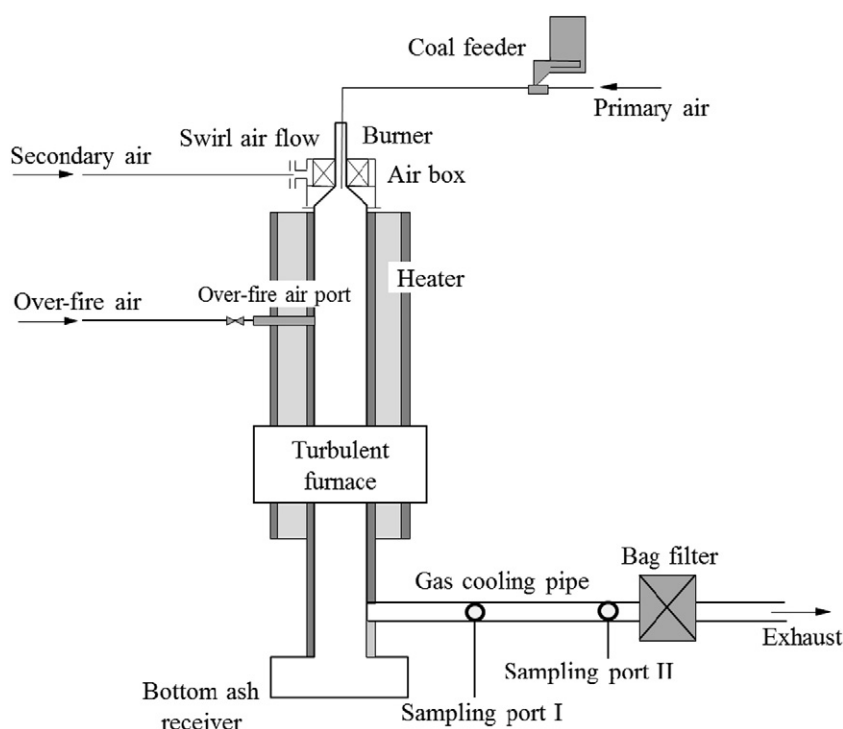 Coal feeder
Primary air
Swirl air flow
Burner
Secondary air
Air box
Heater
Over-fire air port
Over-fire air
Turbulent
furnace
Bag filter
Gas cooling pipe
Exhaust
Sampling port II
Bottom ash
receiver
Sampling port I